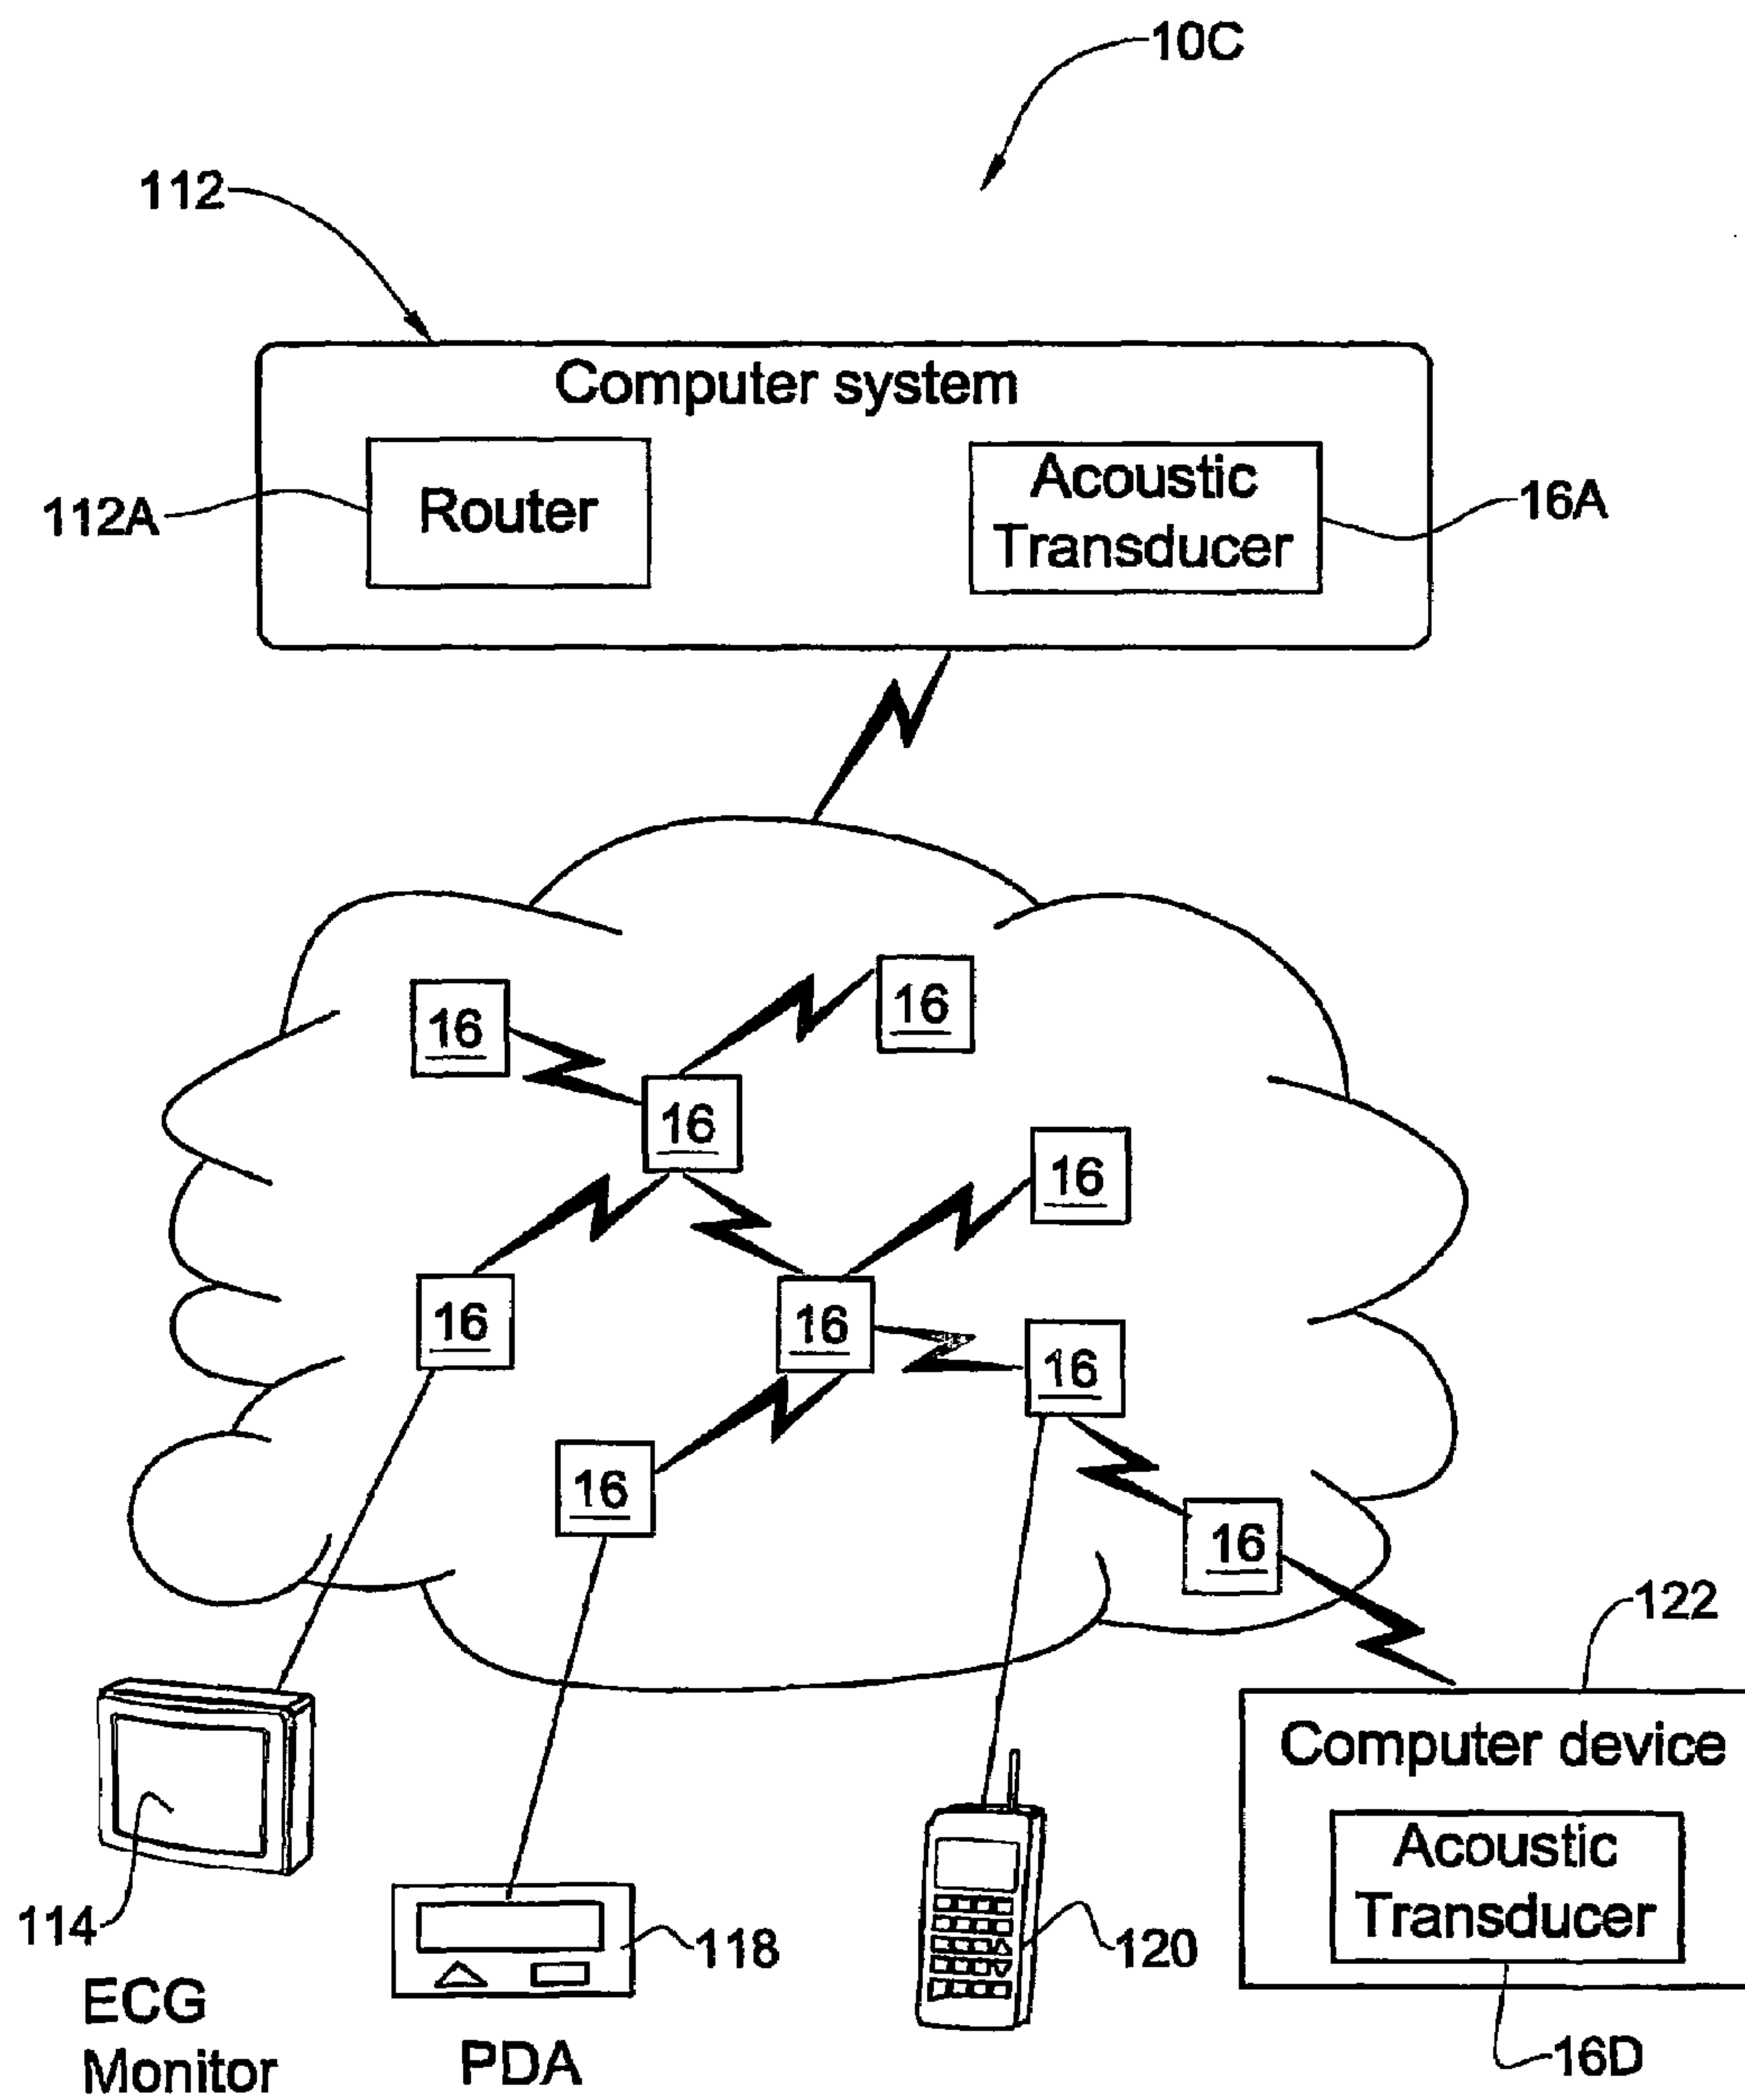 10C
112
Computer system
112A
Router
Acoustic
Transducer
16A
16
16
16
16
16
16
16
16
16
122
Computer device
Acoustic
Transducer
114
118
120
ECG
Monitor
PDA
16D